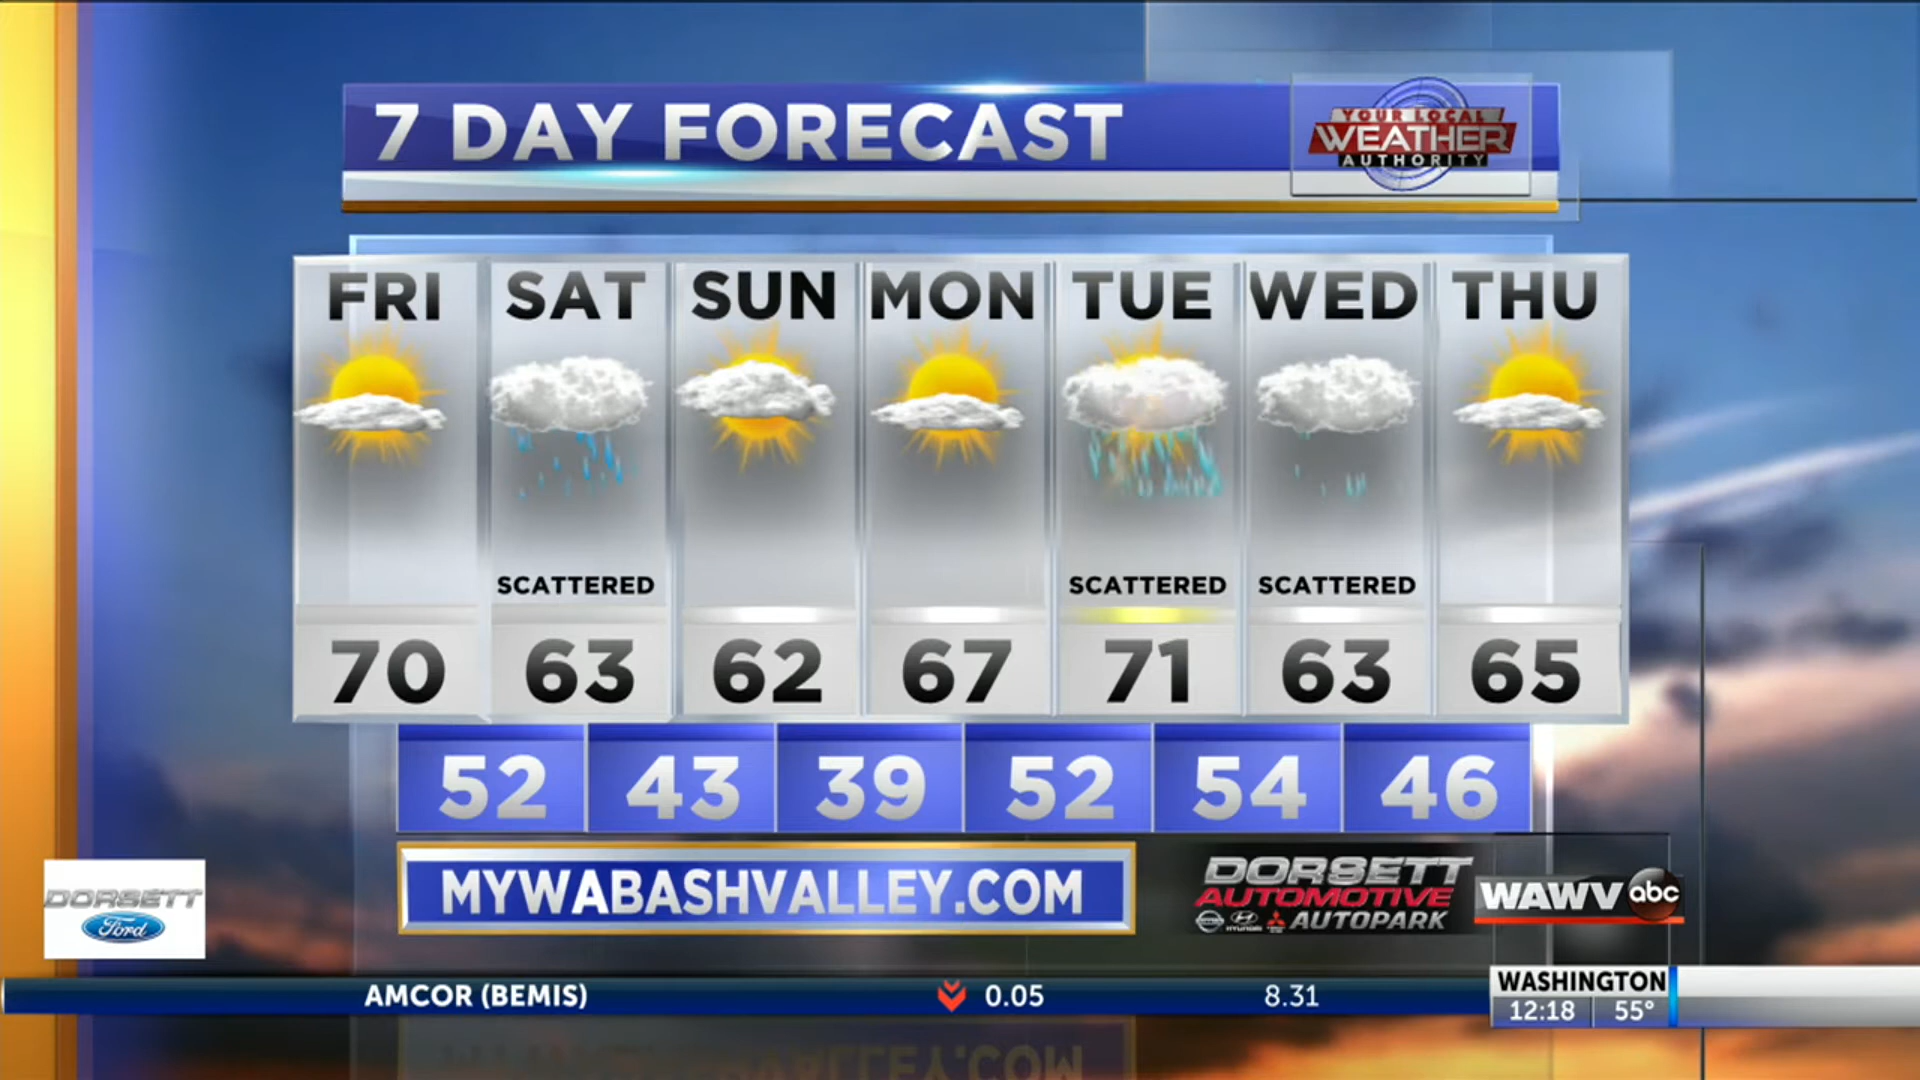 7 DAY FORECAST
YOUR LOCAL
WEATHER
AUTHORITY
FRI SAT SUN MON TUE WED THU
SCATTERED SCATTERED SCATTERED
70 63 62 67 71 63 65
52 43 39 52 54 46
MYWABASHVALLEY.COM
DORSETT
AUTOMOTIVE
HYUNDAI
AUTOPARK
WAWV abc
DORSETT
Ford
AMCOR (BEMIS) 0.05 8.31
WASHINGTON
12:18 55°